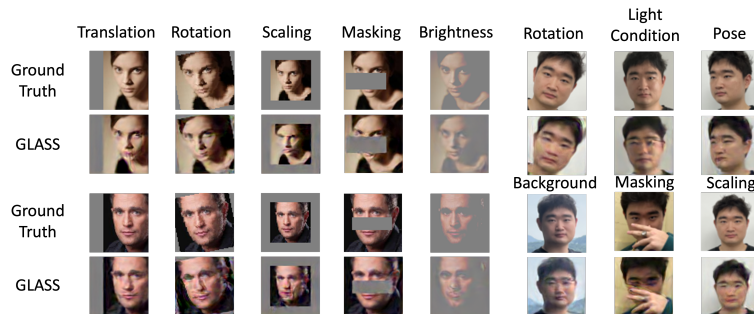 Translation Rotation Scaling Masking Brightness Rotation Light Condition Pose
Ground Truth
GLASS
Background Masking Scaling
Ground Truth
GLASS